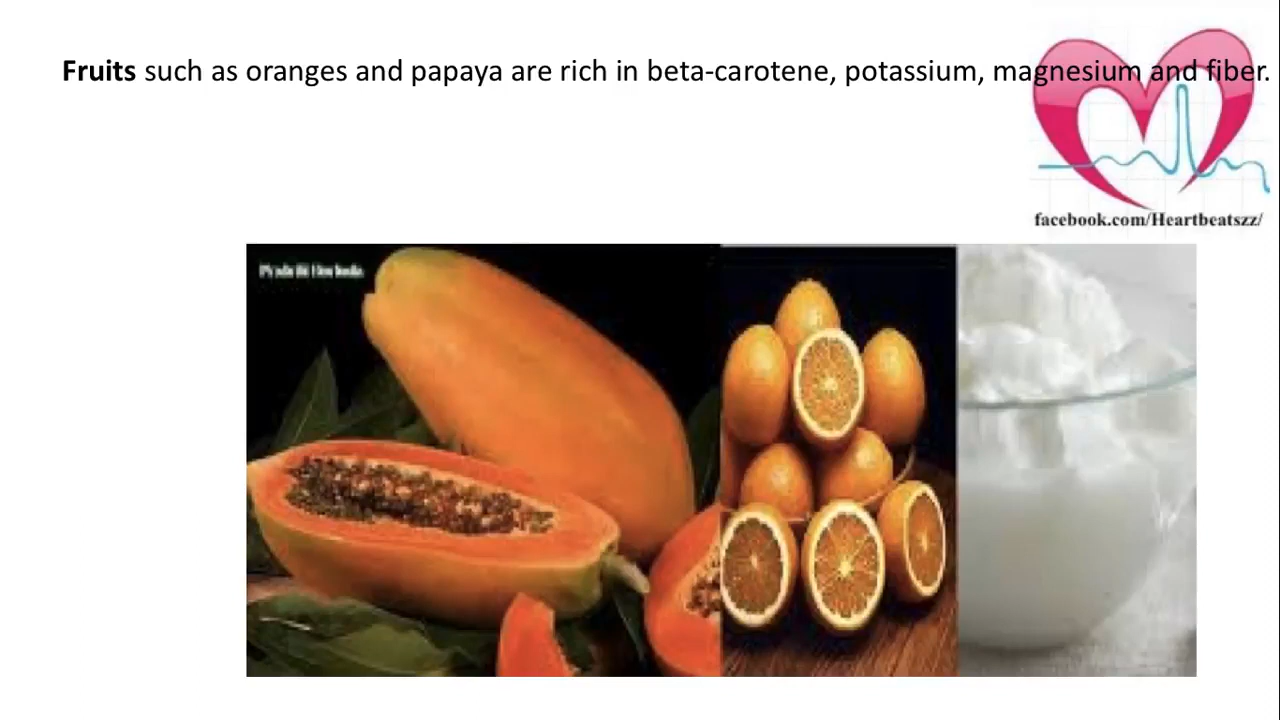 Fruits such as oranges and papaya are rich in beta-carotene, potassium, magnesium and fiber.
facebook.com/Heartbeatszz/